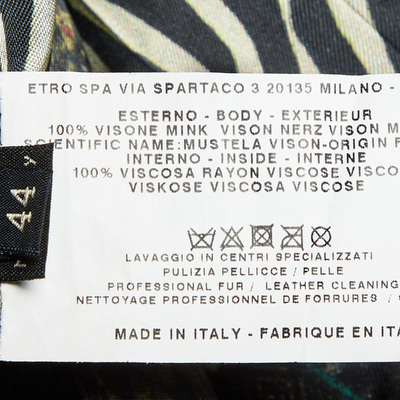 ETRO SPA VIA SPARTACO 3 20135 MILANO -
ESTERNO - BODY - EXTERIEUR
100% VISONE MINK VISON NERZ VISON M
SCIENTIFIC NAME:MUSTELA VISON-ORIGIN F
INTERNO - INSIDE - INTERNE
100% VISCOSA RAYON VISCOSE VISCO
VISKOSE VISCOSA VISCOSE
LAVAGGIO IN CENTRI SPECIALIZZATI
PULIZIA PELLICCE / PELLE
PROFESSIONAL FUR / LEATHER CLEANING
NETTOYAGE PROFESSIONNEL DE FORRURES /
MADE IN ITALY - FABRIQUE EN ITA
44